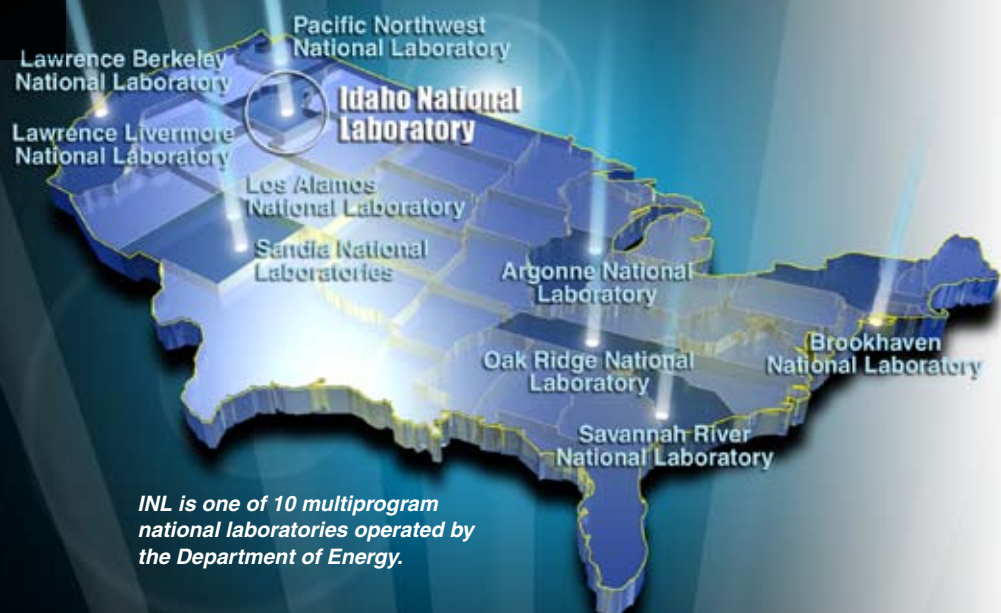 Pacific Northwest
National Laboratory
Lawrence Berkeley
National Laboratory
Idaho National
Laboratory
Lawrence Livermore
National Laboratory
Los Alamos
National Laboratory
Sandia National
Laboratories
Argonne National
Laboratory
Oak Ridge National
Laboratory
Brookhaven
National Laboratory
Savannah River
National Laboratory
INL is one of 10 multiprogram
national laboratories operated by
the Department of Energy.